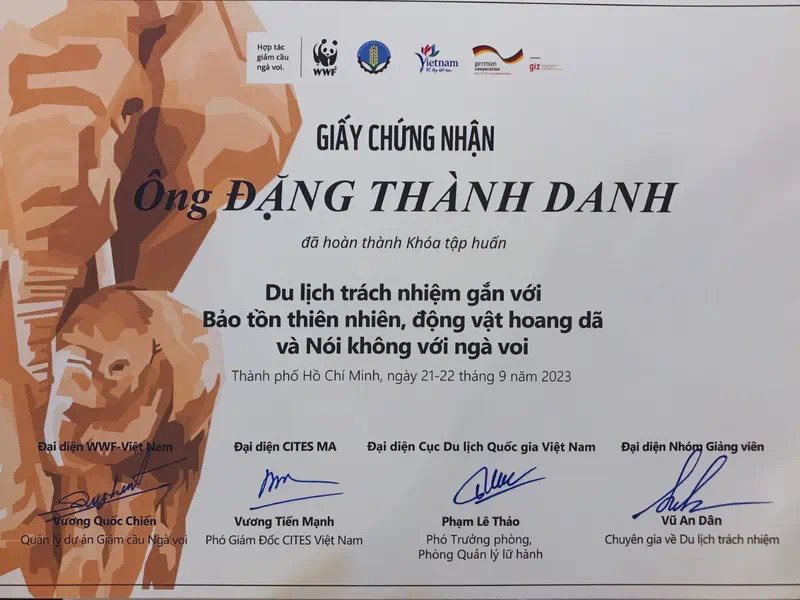 Hợp tác
giảm cầu
ngà voi.
WWF
Vietnam
german
cooperation
giz
GIẤY CHỨNG NHẬN
Ông ĐẶNG THÀNH DANH
đã hoàn thành Khóa tập huấn
Du lịch trách nhiệm gắn với
Bảo tồn thiên nhiên, động vật hoang dã
và Nói không với ngà voi
Thành phố Hồ Chí Minh, ngày 21-22 tháng 9 năm 2023
Đại diện WWF-Việt Nam
Vương Quốc Chiến
Quản lý dự án Giảm cầu Ngà voi
Đại diện CITES MA
Vương Tiến Mạnh
Phó Giám Đốc CITES Việt Nam
Đại diện Cục Du lịch Quốc gia Việt Nam
Phạm Lê Thảo
Phó Trưởng phòng,
Phòng Quản lý lữ hành
Đại diện Nhóm Giảng viên
Vũ An Dân
Chuyên gia về Du lịch trách nhiệm